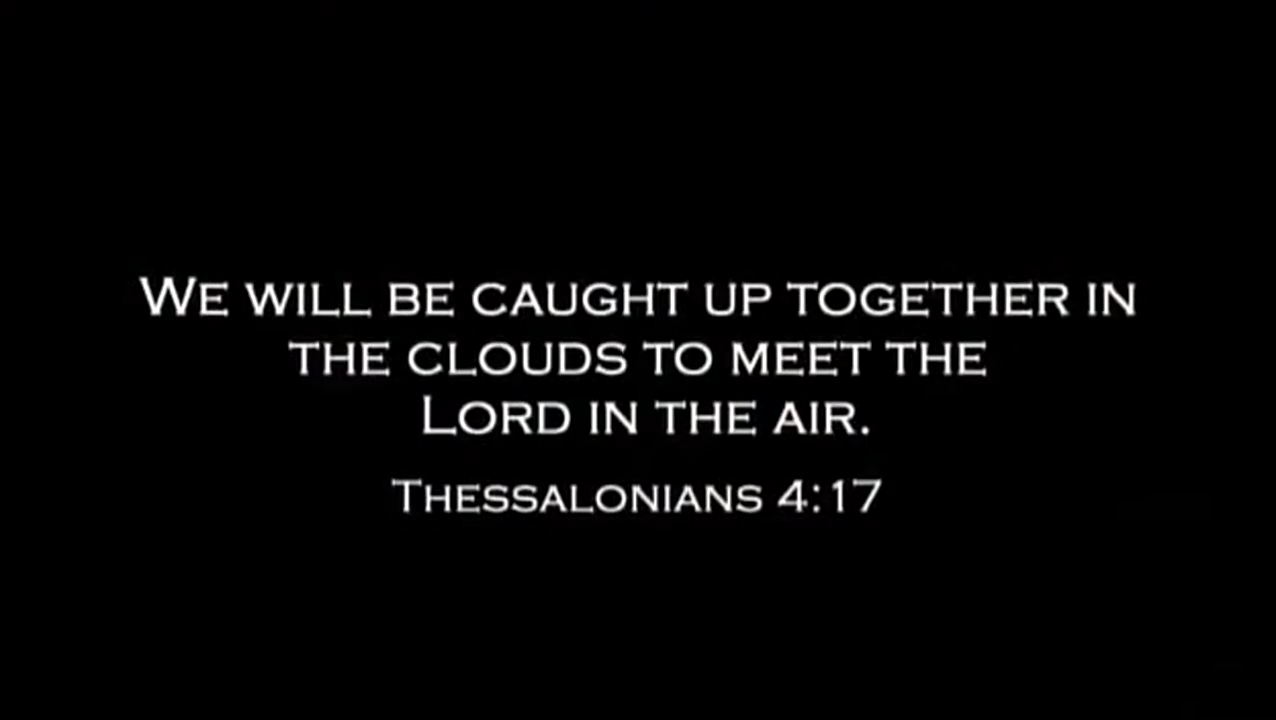 We will be caught up together in
the clouds to meet the
Lord in the air.
Thessalonians 4:17